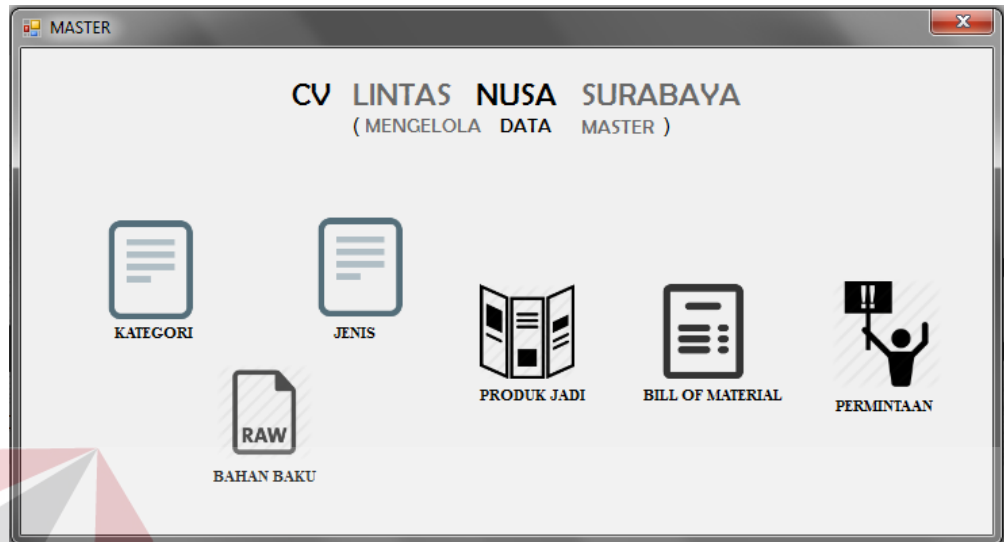 MASTER
CV LINTAS NUSA SURABAYA
( MENGELOLA DATA MASTER )
KATEGORI
JENIS
PRODUK JADI
BILL OF MATERIAL
!!
PERMINTAAN
RAW
BAHAN BAKU